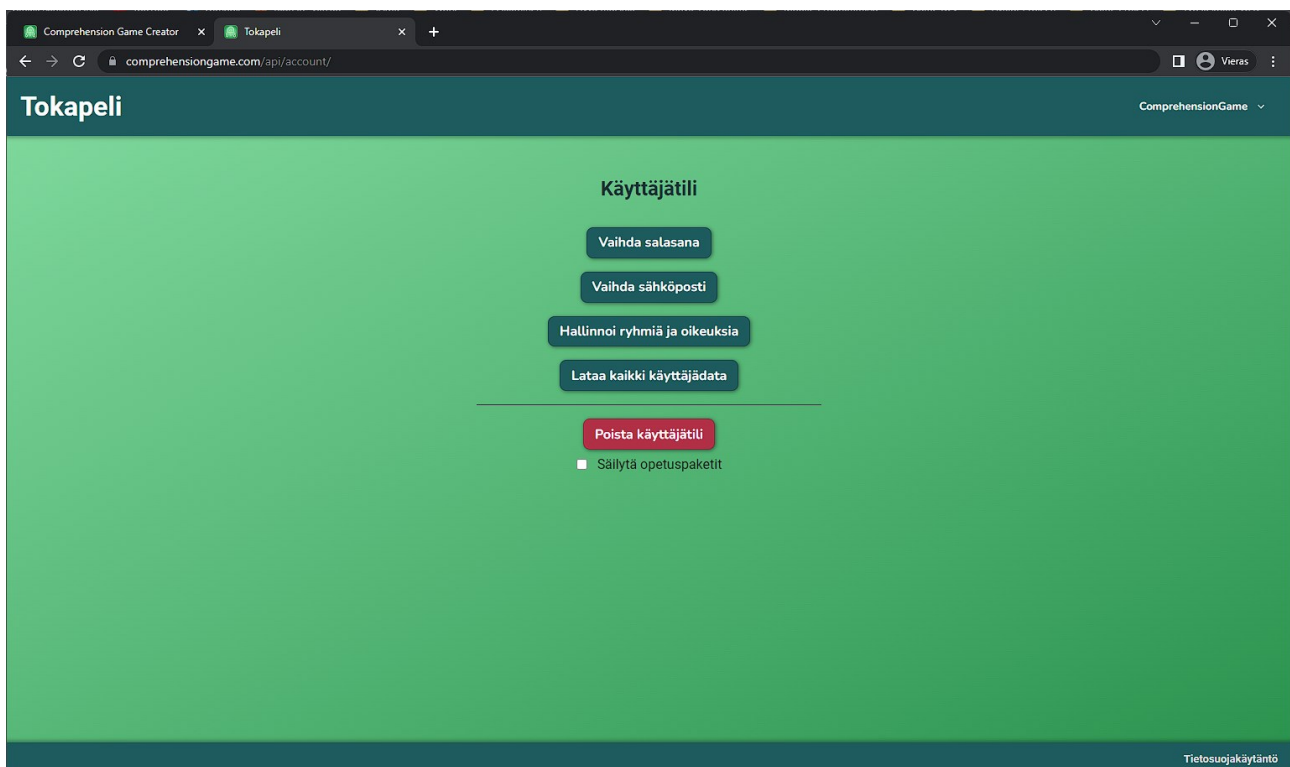 Comprehension Game Creator
Tokapeli
comprehensiongame.com/api/account/
Vieras
Tokapeli
ComprehensionGame
Käyttäjätili
Vaihda salasana
Vaihda sähköposti
Hallinnoi ryhmiä ja oikeuksia
Lataa kaikki käyttäjädata
Poista käyttäjätili
Säilytä opetuspaketit
Tietosuojakäytäntö